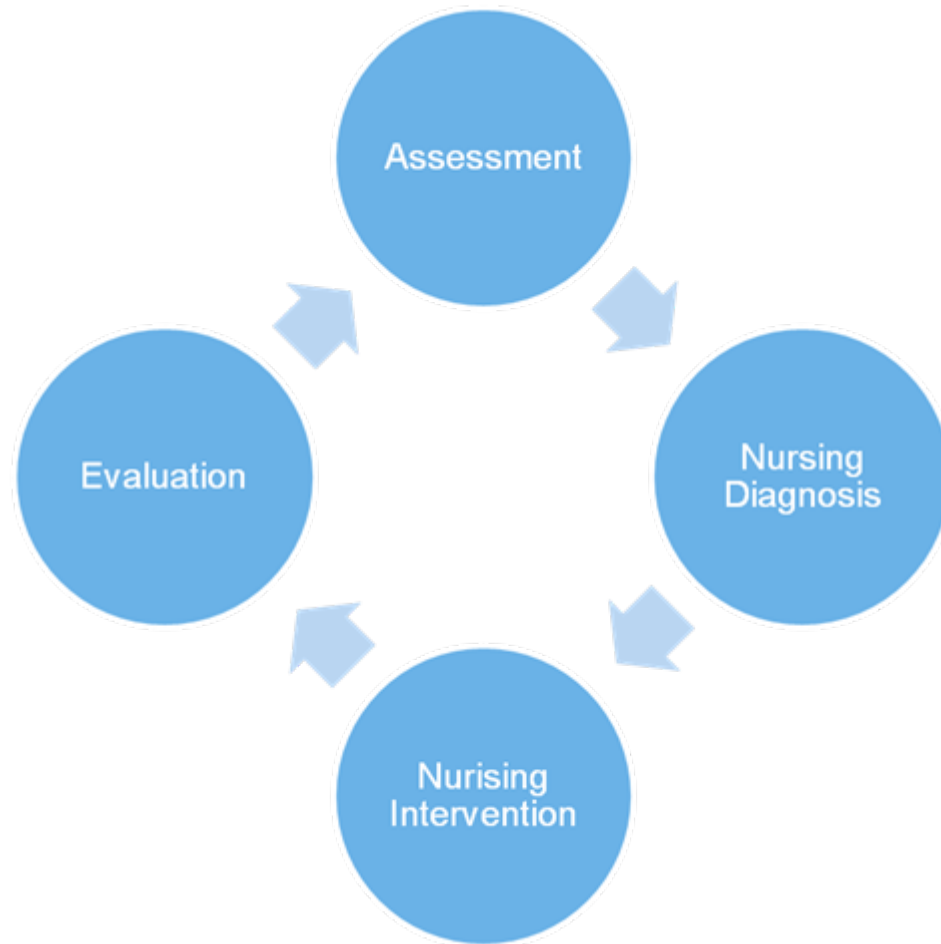 Assessment
Nursing
Diagnosis
Nurising
Intervention
Evaluation